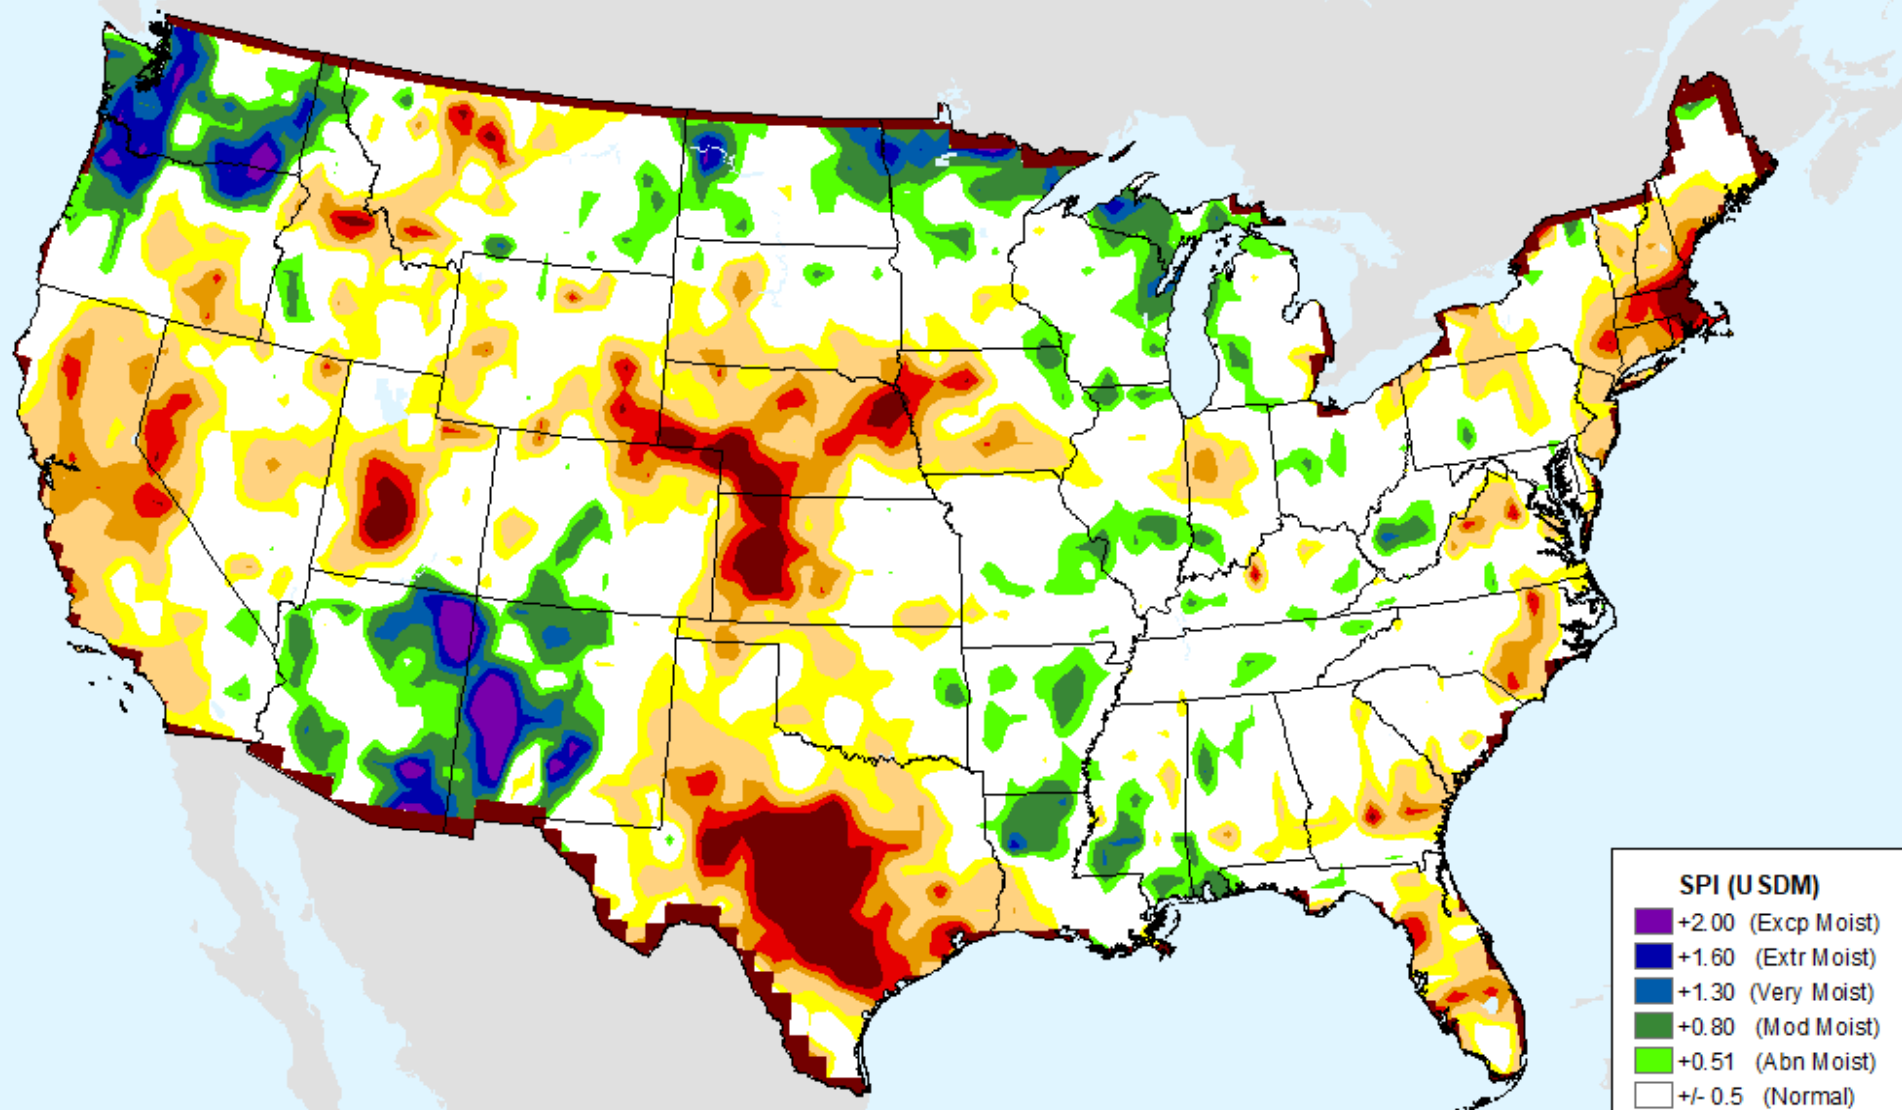 SPI (USDM)
+2.00 (Excp Moist)
+1.60 (Extr Moist)
+1.30 (Very Moist)
+0.80 (Mod Moist)
+0.51 (Abn Moist)
+/- 0.5 (Normal)